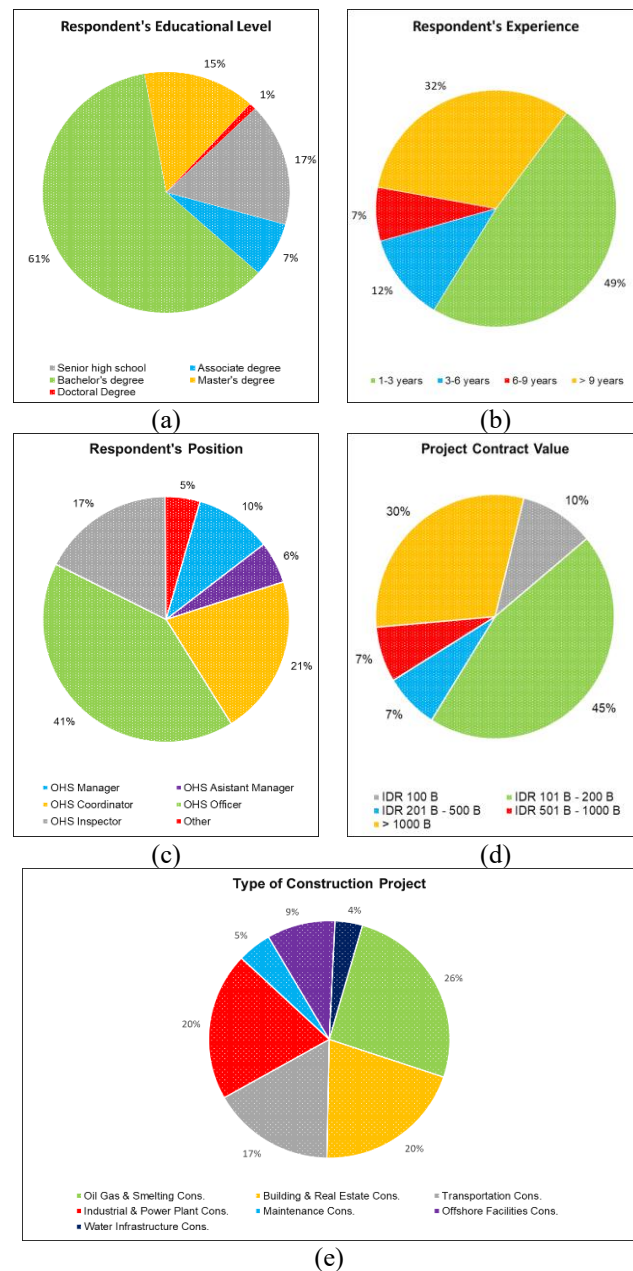 Respondent's Educational Level
15%
1%
17%
61%
7%
Senior high school Associate degree
Bachelor's degree Master's degree
Doctoral Degree
(a)
Respondent's Experience
32%
7%
12%
49%
1-3 years 3-6 years 6-9 years > 9 years
(b)
Respondent's Position
5%
17%
10%
6%
21%
41%
OHS Manager OHS Asistant Manager
OHS Coordinator OHS Officer
OHS Inspector Other
(c)
Project Contract Value
30%
10%
7%
7%
45%
IDR 100 B IDR 101 B - 200 B
IDR 201 B - 500 B IDR 501 B - 1000 B
> 1000 B
(d)
Type of Construction Project
9%
4%
5%
26%
20%
17%
20%
Oil Gas & Smelting Cons. Building & Real Estate Cons. Transportation Cons.
Industrial & Power Plant Cons. Maintenance Cons. Offshore Facilities Cons.
Water Infrastructure Cons.
(e)